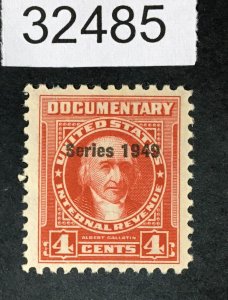 32485
DOCUMENTARY
UNITED STATES
Series 1949
INTERNAL REVENUE
ALBERT GALLATIN
4 CENTS 4